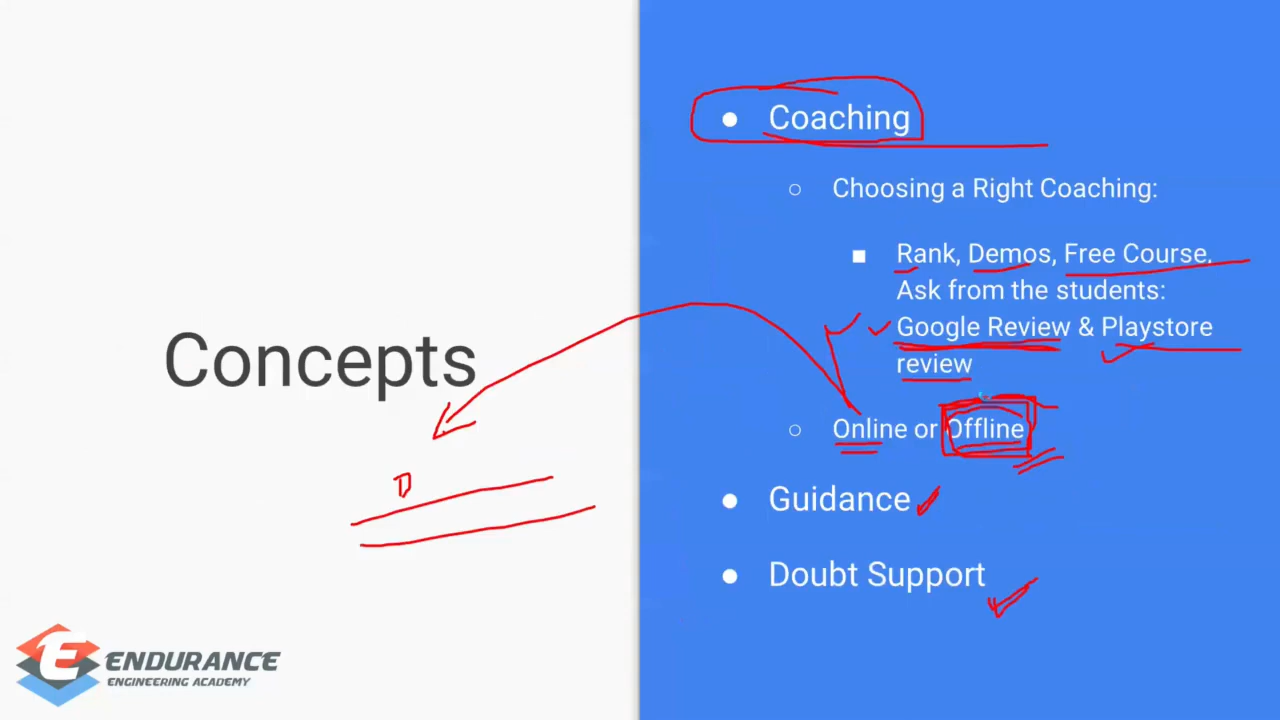 Concepts
D
ENDURANCE
ENGINEERING ACADEMY
● Coaching
○ Choosing a Right Coaching:
■ Rank, Demos, Free Course.
Ask from the students:
Google Review & Playstore
review
○ Online or Offline
● Guidance
● Doubt Support